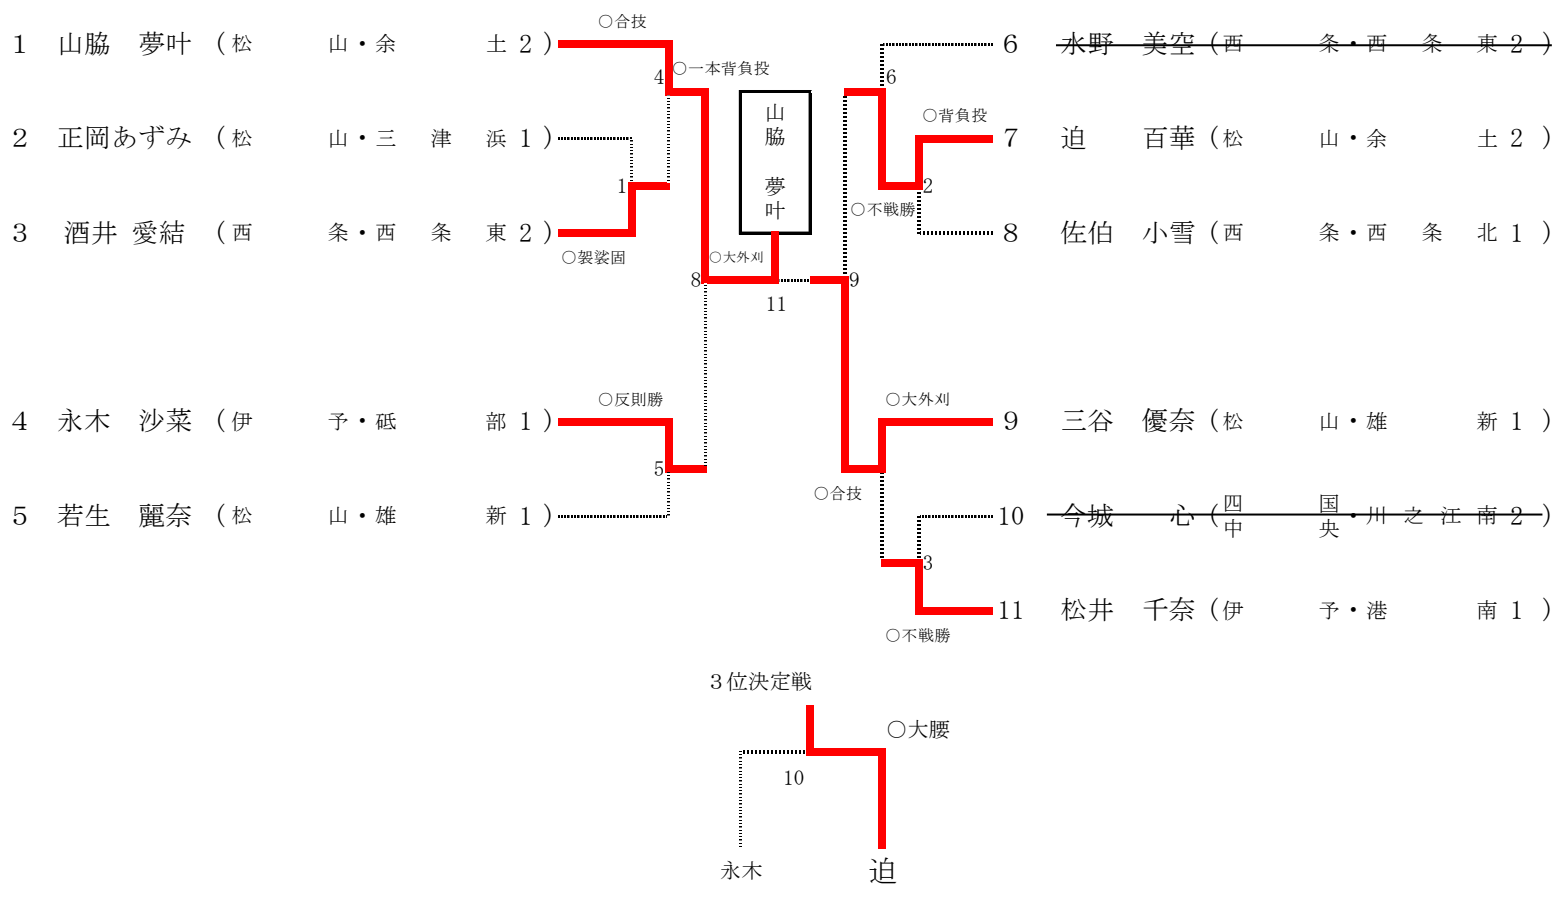 ○合技
1 山脇 夢叶 (松 山・余 土 2)
4
○一本背負投
2 正岡あずみ (松 山・三 津 浜 1)
1
3 酒井 愛結 (西 条・西 条 東 2)
○袈裟固
8
○大外刈
11
山脇 夢叶
○反則勝
4 永木 沙菜 (伊 予・砥 部 1)
5
5 若生 麗奈 (松 山・雄 新 1)
6 水野 美空 (西 条・西 条 東 2)
6
○背負投
7 迫 百華 (松 山・余 土 2)
2
○不戦勝
8 佐伯 小雪 (西 条・西 条 北 1)
9
○大外刈
9 三谷 優奈 (松 山・雄 新 1)
○合技
10 今城 心 (四国中央・川 之 江 南 2)
3
11 松井 千奈 (伊 予・港 南 1)
○不戦勝
3位決定戦
○大腰
10
永木
迫